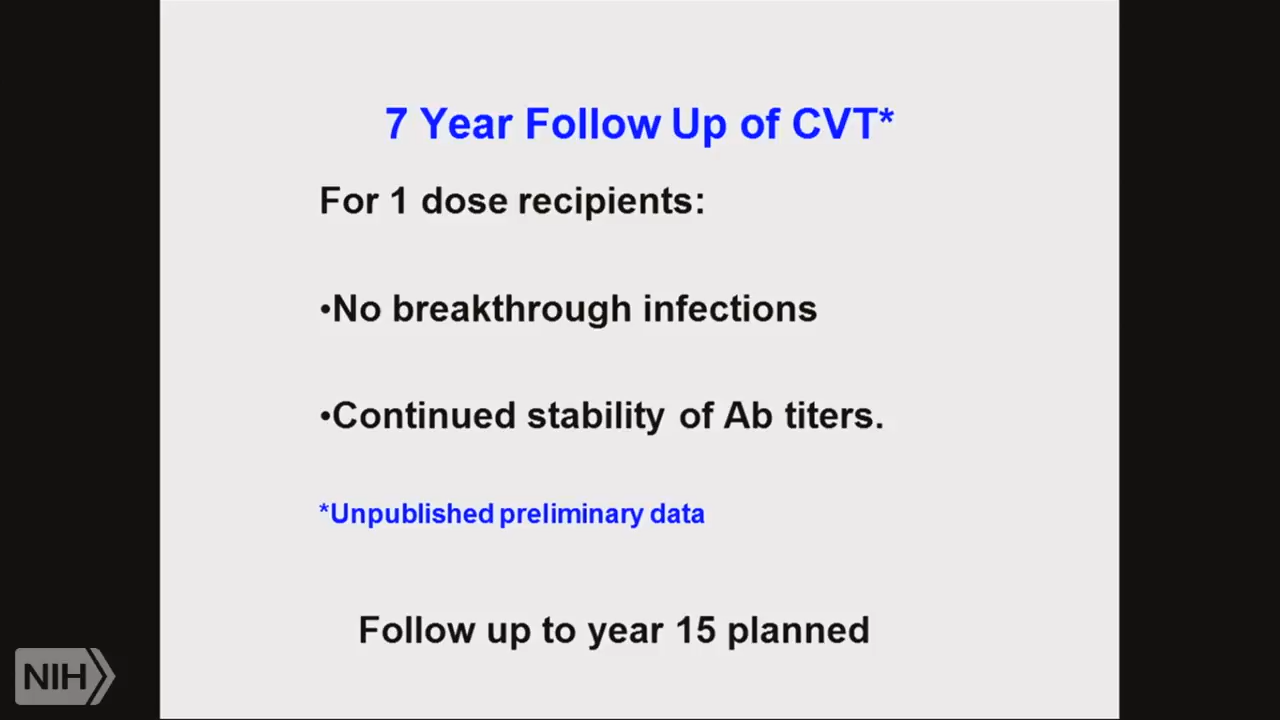 7 Year Follow Up of CVT*
For 1 dose recipients:
•No breakthrough infections
•Continued stability of Ab titers.
*Unpublished preliminary data
Follow up to year 15 planned
NIH